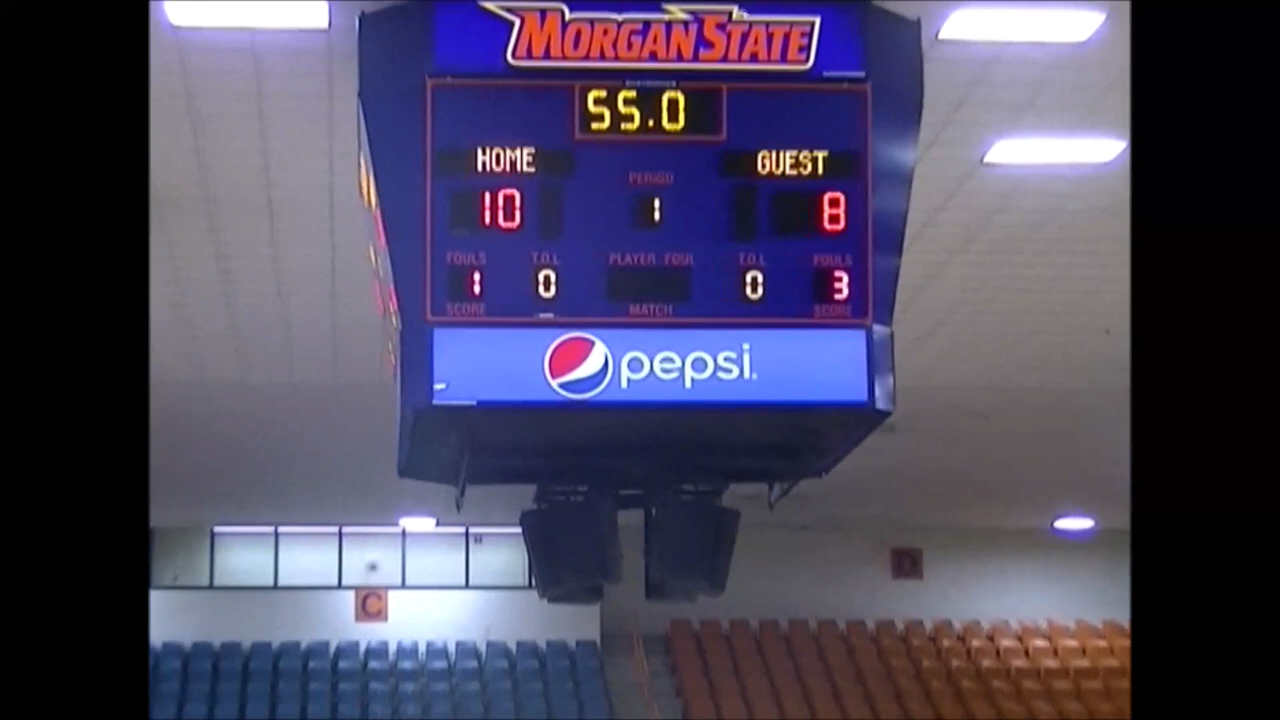 MORGAN STATE
55.0
HOME
GUEST
PERIOD
10
1
8
FOULS
T.O.L
PLAYER FOUL
T.O.L
FOULS
1
0
0
3
SCORE
MATCH
SCORE
pepsi
C
D